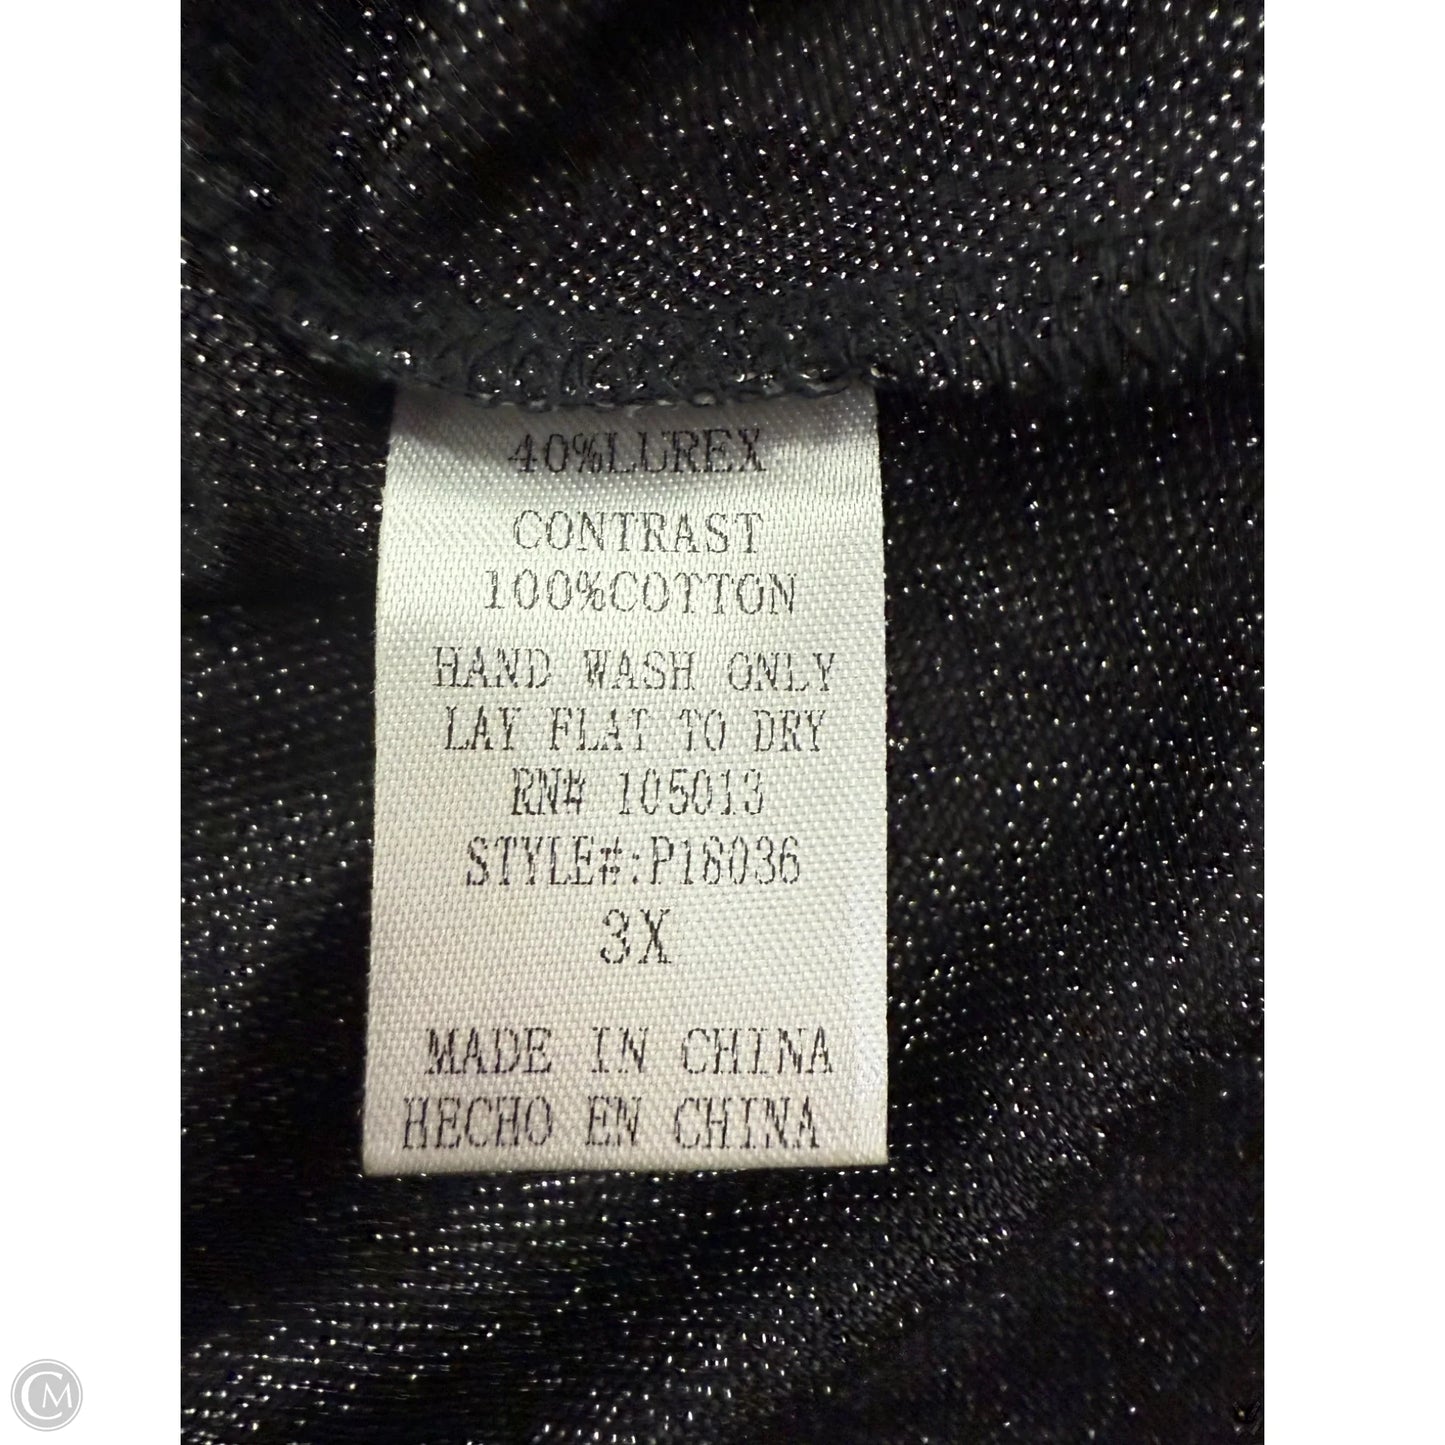 40%LUREX
CONTRAST
100%COTTON
HAND WASH ONLY
LAY FLAT TO DRY
RN# 105013
STYLE#:P18036
3X
MADE IN CHINA
HECHO EN CHINA
CM